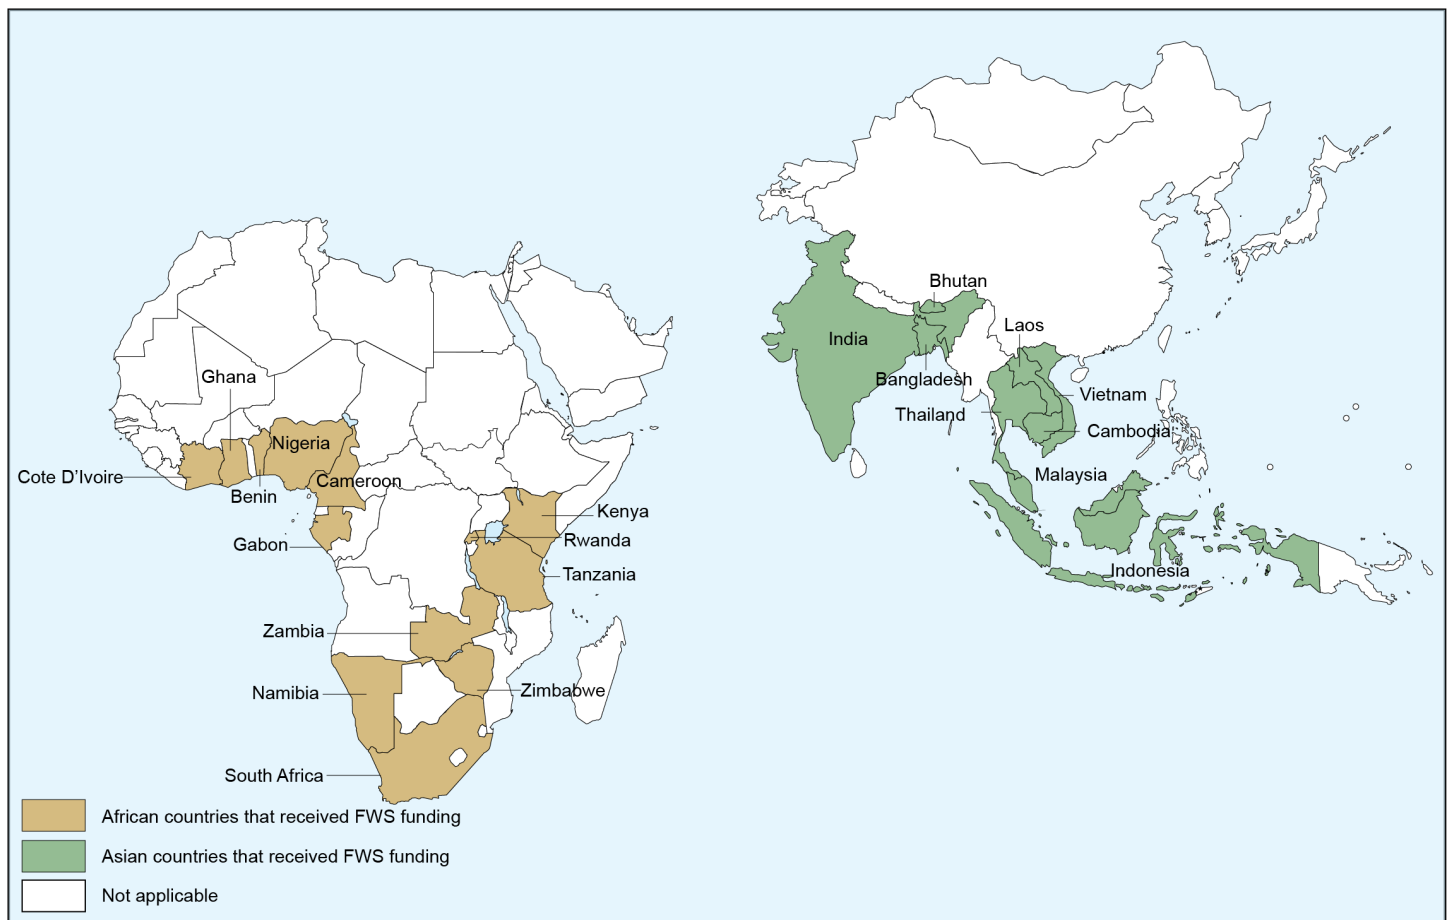 Bhutan
Laos
India
Ghana
Bangladesh
Vietnam
Thailand
Cambodia
Nigeria
Cote D’Ivoire
Cameroon
Malaysia
Benin
Kenya
Gabon
Rwanda
Indonesia
Tanzania
Zambia
Namibia
Zimbabwe
South Africa
African countries that received FWS funding
Asian countries that received FWS funding
Not applicable